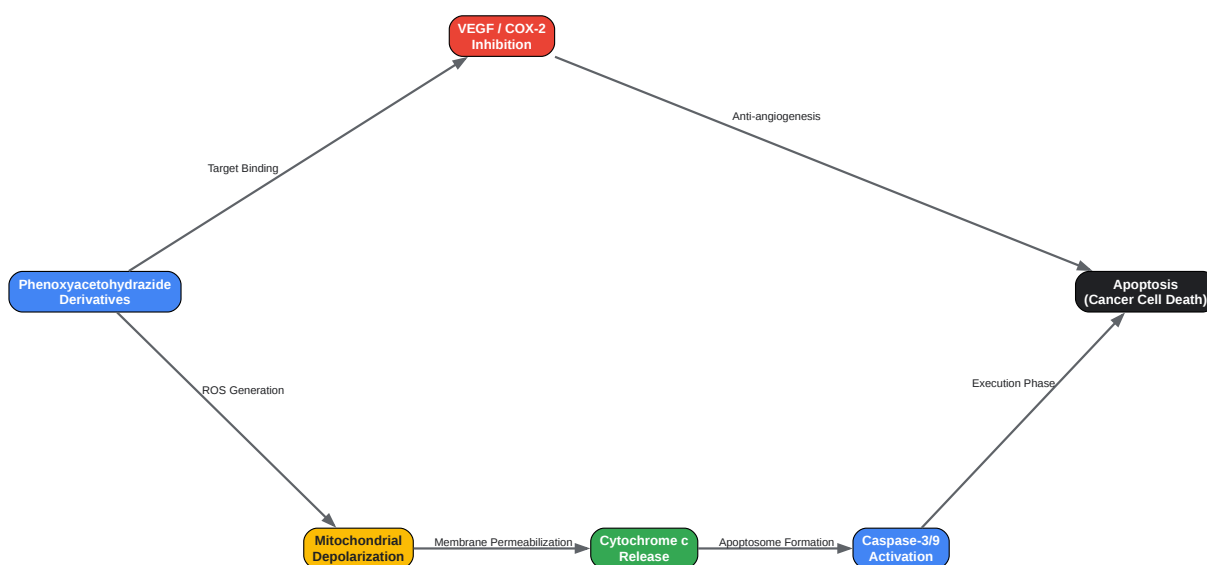 VEGF / COX-2
Inhibition
Anti-angiogenesis
Target Binding
Phenoxyacetohydrazide
Derivatives
Apoptosis
(Cancer Cell Death)
ROS Generation
Execution Phase
Mitochondrial
Depolarization
Membrane Permeabilization
Cytochrome c
Release
Apoptosome Formation
Caspase-3/9
Activation